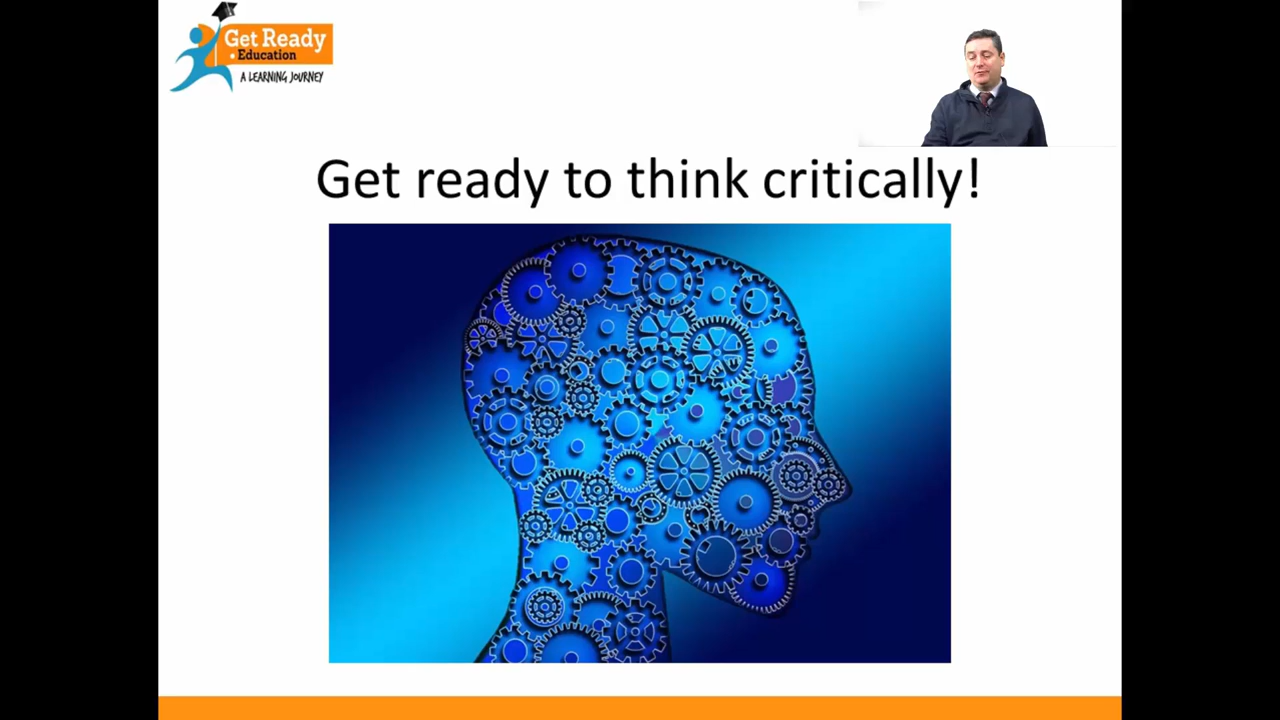 Get Ready
• Education
A LEARNING JOURNEY
Get ready to think critically!